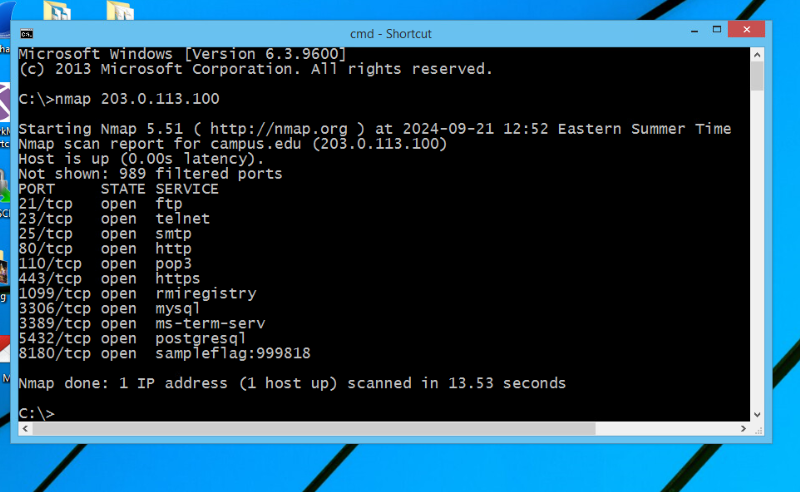 cmd - Shortcut
Microsoft Windows [Version 6.3.9600]
(c) 2013 Microsoft Corporation. All rights reserved.
C:\>nmap 203.0.113.100
Starting Nmap 5.51 ( http://nmap.org ) at 2024-09-21 12:52 Eastern Summer Time
Nmap scan report for campus.edu (203.0.113.100)
Host is up (0.00s latency).
Not shown: 989 filtered ports
PORT     STATE SERVICE
21/tcp   open  ftp
23/tcp   open  telnet
25/tcp   open  smtp
80/tcp   open  http
110/tcp  open  pop3
443/tcp  open  https
1099/tcp open  rmiregistry
3306/tcp open  mysql
3389/tcp open  ms-term-serv
5432/tcp open  postgresql
8180/tcp open  sampleflag:999818
Nmap done: 1 IP address (1 host up) scanned in 13.53 seconds
C:\>